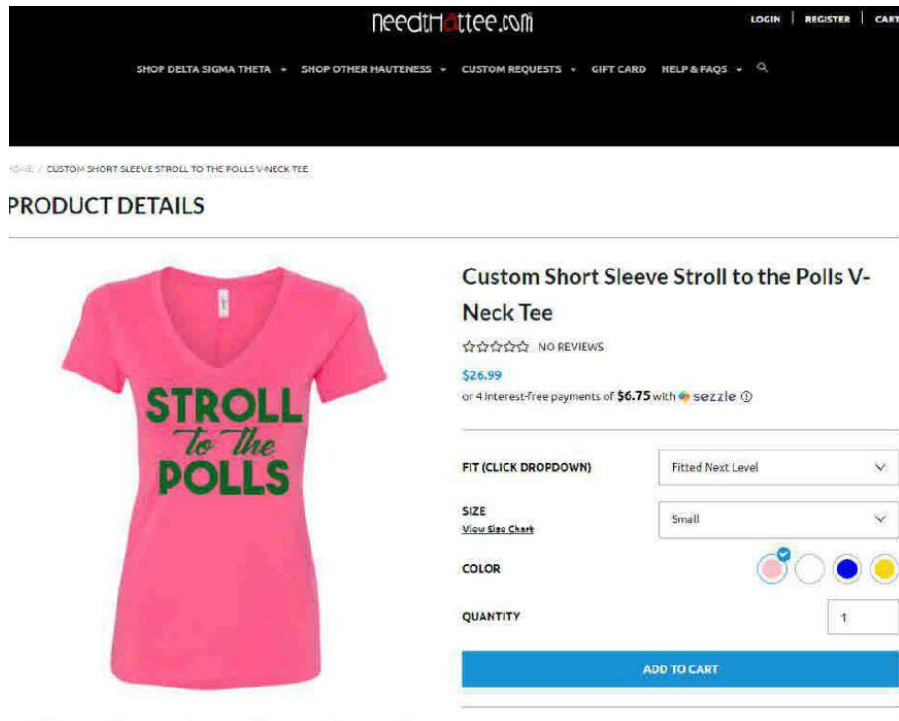 needtHattee.com
LOGIN | REGISTER | CART
SHOP DELTA SIGMA THETA SHOP OTHER HAUTENESS CUSTOM REQUESTS GIFT CARD HELP & FAQS
HOME / CUSTOM SHORT SLEEVE STROLL TO THE POLLS V-NECK TEE
PRODUCT DETAILS
STROLL
to the
POLLS
Custom Short Sleeve Stroll to the Polls V-
Neck Tee
NO REVIEWS
$26.99
or 4 interest-free payments of $6.75 with sezzle
FIT (CLICK DROPDOWN) Fitted Next Level
SIZE Small
View Size Chart
COLOR
QUANTITY 1
ADD TO CART